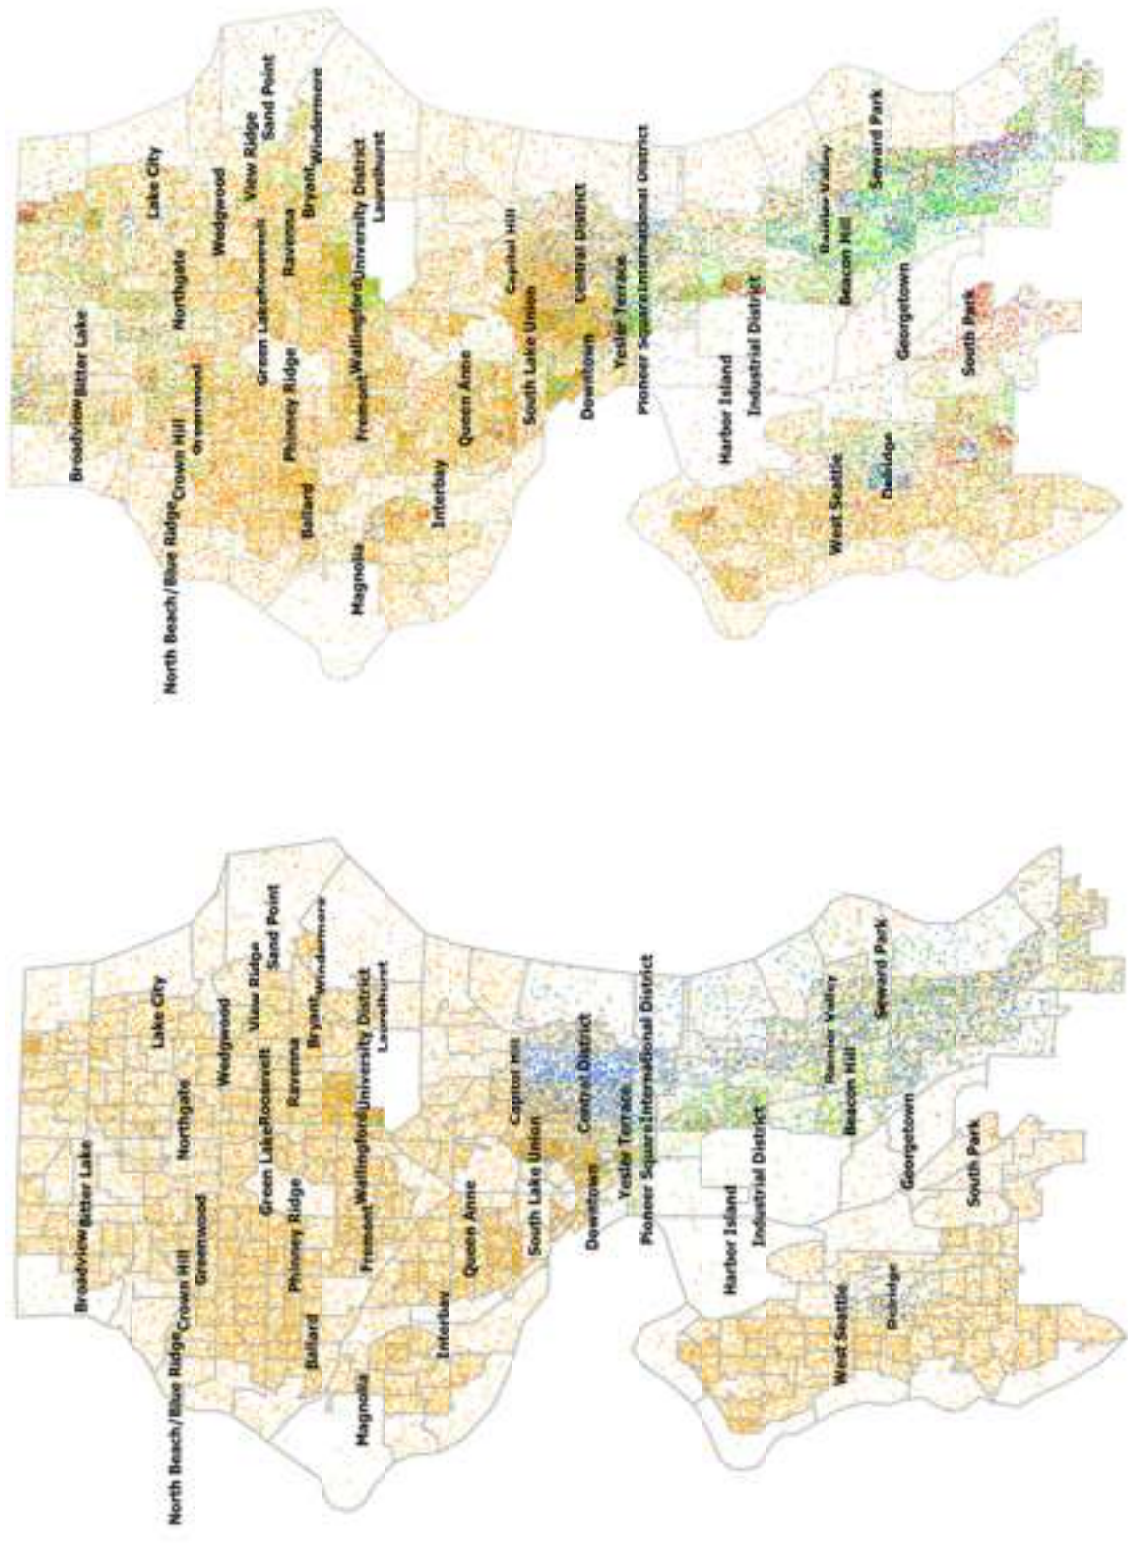 Lake City
Sand Point
View Ridge
Windermere
Wedgwood
Bryant
Laurelhurst
Northgate
Roosevelt
Ravenna
University District
Capitol Hill
Central District
International District
Seward Park
Rainier Valley
Bitter Lake
Green Lake
Wallingford
South Lake Union
Yesler Terrace
Beacon Hill
Broadview
Greenwood
Phinney Ridge
Fremont
Queen Anne
Downtown
Pioneer Square
Industrial District
Georgetown
South Park
Crown Hill
Harbor Island
North Beach/Blue Ridge
Ballard
Interbay
Magnolia
West Seattle
Delridge
Lake City
Sand Point
View Ridge
Windermere
Wedgwood
Bryant
Laurelhurst
Northgate
Roosevelt
Ravenna
University District
Capitol Hill
Central District
International District
Seward Park
Rainier Valley
Bitter Lake
Green Lake
Wallingford
South Lake Union
Yesler Terrace
Beacon Hill
Broadview
Greenwood
Phinney Ridge
Fremont
Queen Anne
Downtown
Pioneer Square
Industrial District
Georgetown
South Park
Crown Hill
Harbor Island
North Beach/Blue Ridge
Ballard
Interbay
Magnolia
West Seattle
Delridge